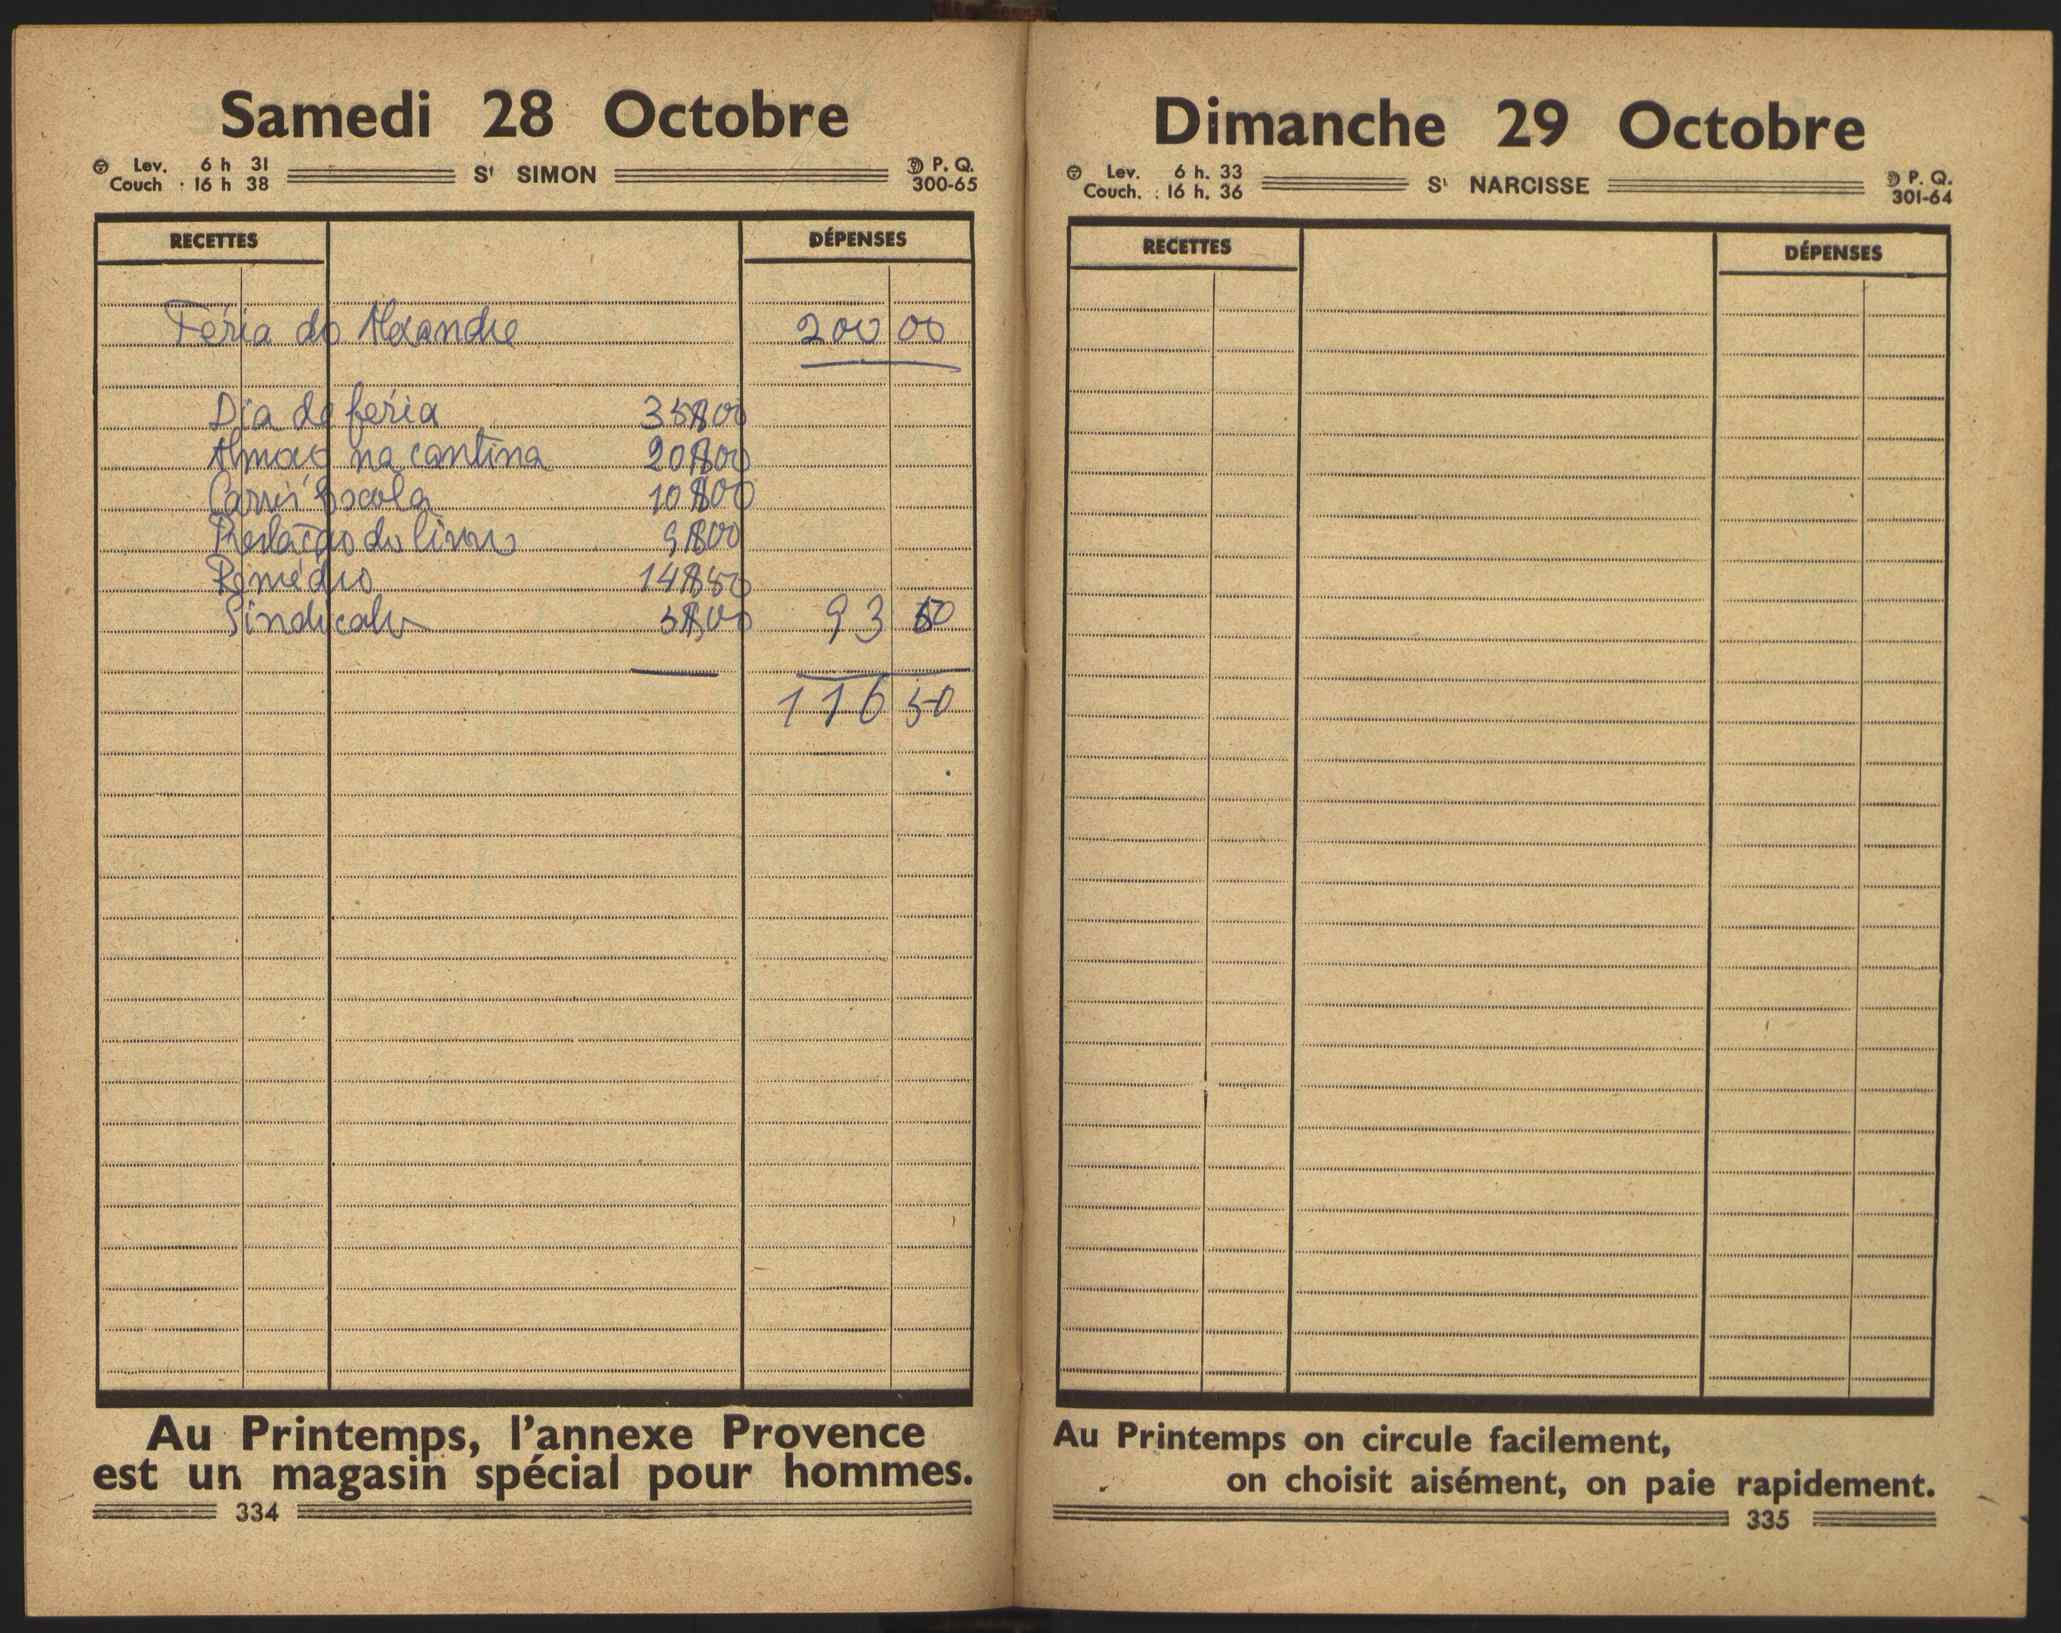 Samedi 28 Octobre
Lev. 6 h 31
Couch. 16 h 38
St SIMON
P. Q.
300-65
RECETTES DÉPENSES
Féria do Alexandre 200 00
Dia de feria 35$00
Almoço na cantina 20$00
Carris Escola 10$00
Prestação do livro 9$00
Remédio 14$50
Sindicato 5$00 93 50
116 50
Au Printemps, l'annexe Provence
est un magasin spécial pour hommes.
334
Dimanche 29 Octobre
Lev. 6 h. 33
Couch. : 16 h. 36
St NARCISSE
P. Q.
301-64
RECETTES DÉPENSES
Au Printemps on circule facilement,
on choisit aisément, on paie rapidement.
335